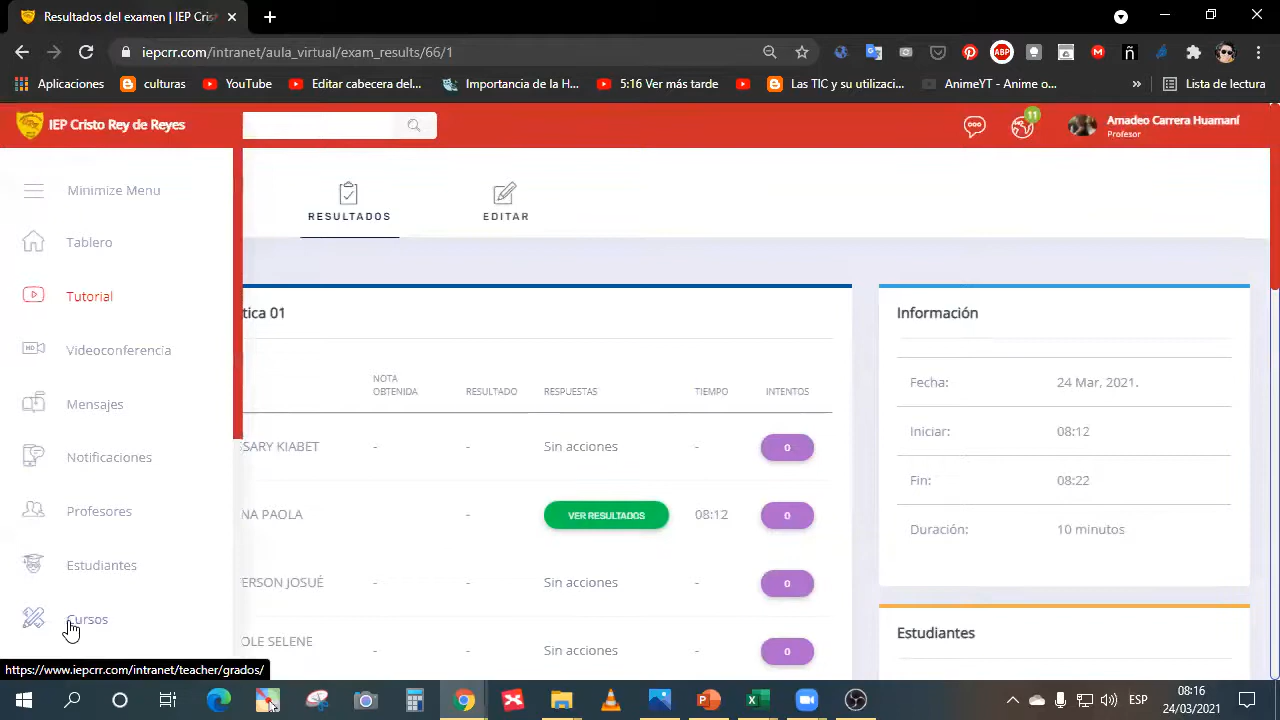 Resultados del examen | IEP Cris
iepcrr.com/intranet/aula_virtual/exam_results/66/1
ABP
M
ñ
Aplicaciones
culturas
YouTube
Editar cabecera del...
Importancia de la H...
5:16 Ver más tarde
Las TIC y su utilizaci...
AnimeYT - Anime o...
»
Lista de lectura
IEP Cristo Rey de Reyes
11
Amadeo Carrera Huamaní
Profesor
Minimize Menu
RESULTADOS
EDITAR
Tablero
Tutorial
HD
Videoconferencia
Mensajes
Notificaciones
Profesores
Estudiantes
Cursos
tica 01
NOTA
OBTENIDA
RESULTADO
RESPUESTAS
TIEMPO
INTENTOS
SARY KIABET
-
-
Sin acciones
-
0
NA PAOLA
-
VER RESULTADOS
08:12
0
ERSON JOSUÉ
-
-
Sin acciones
-
0
OLE SELENE
-
-
Sin acciones
-
0
Información
Fecha:
24 Mar, 2021.
Iniciar:
08:12
Fin:
08:22
Duración:
10 minutos
Estudiantes
https://www.iepcrr.com/intranet/teacher/grados/
ESP
08:16
24/03/2021